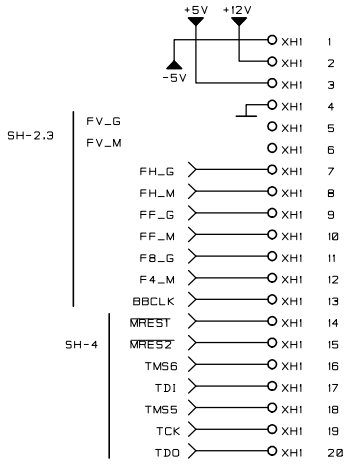 +5V +12V
XH1 1
XH1 2
-5V XH1 3
XH1 4
FV_G XH1 5
SH-2.3
FV_M XH1 6
FH_G XH1 7
FH_M XH1 8
FF_G XH1 9
FF_M XH1 10
F8_G XH1 11
F4_M XH1 12
BBCLK XH1 13
MREST XH1 14
SH-4 MRES2 XH1 15
TMS6 XH1 16
TDI XH1 17
TMS5 XH1 18
TCK XH1 19
TDO XH1 20